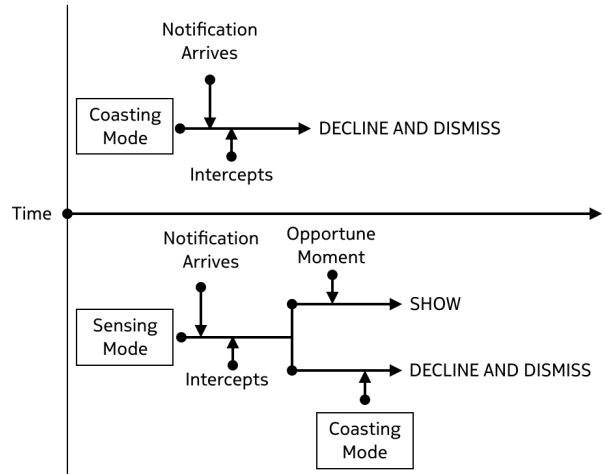 Notification
Arrives
Coasting
Mode
DECLINE AND DISMISS
Intercepts
Time
Notification
Arrives
Opportune
Moment
SHOW
Sensing
Mode
Intercepts
DECLINE AND DISMISS
Coasting
Mode